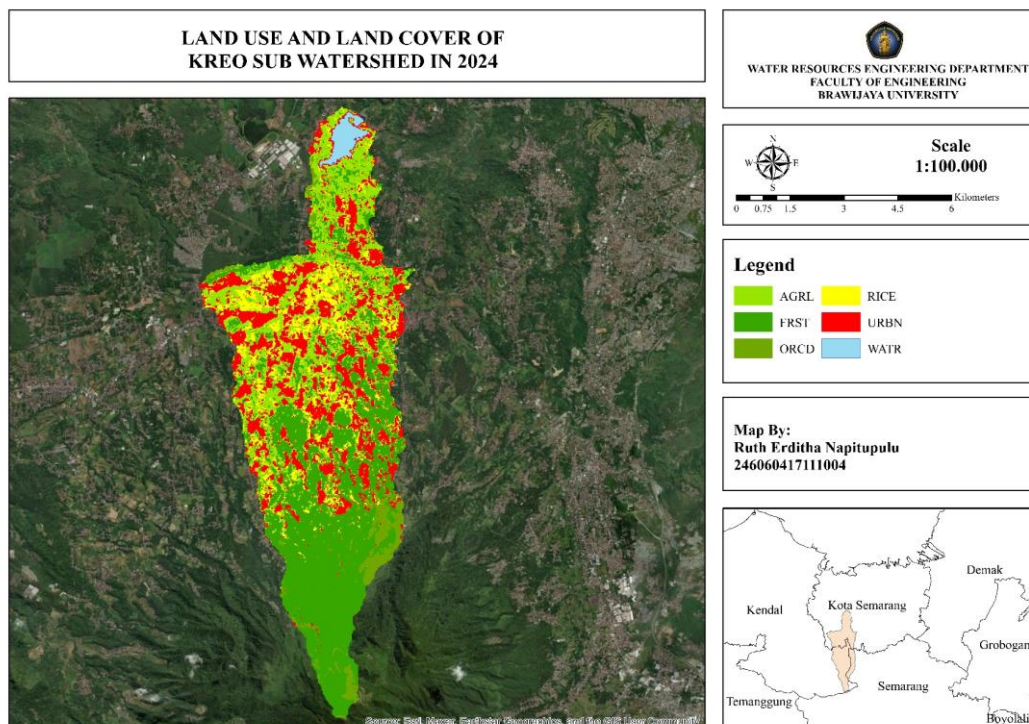 LAND USE AND LAND COVER OF
KREO SUB WATERSHED IN 2024
WATER RESOURCES ENGINEERING DEPARTMENT
FACULTY OF ENGINEERING
BRAWIJAYA UNIVERSITY
N
W E
S
Scale
1:100.000
Kilometers
0 0.75 1.5 3 4.5 6
Legend
AGRL RICE
FRST URBN
ORCD WATR
Map By:
Ruth Erditha Napitupulu
246060417111004
Demak
Kendal
Kota Semarang
Grobogan
Semarang
Temanggung
Source: Esri, Maxar, Earthstar Geographics, and the GIS User Community